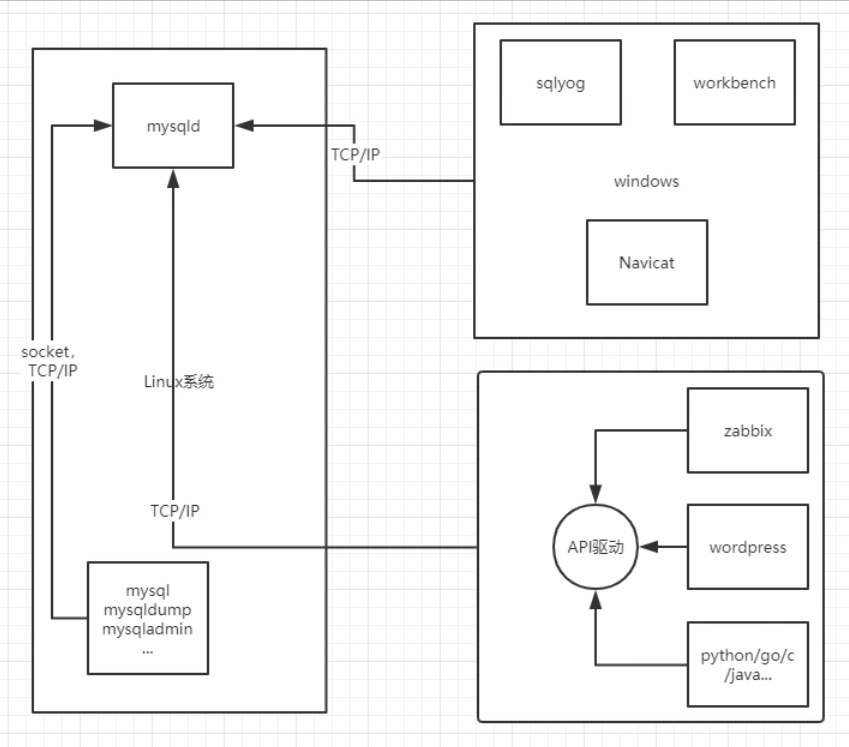 mysqld
TCP/IP
socket,
TCP/IP
Linux系统
TCP/IP
mysql
mysqldump
mysqladmin
...
sqlyog
workbench
windows
Navicat
zabbix
API驱动
wordpress
python/go/c
/java...